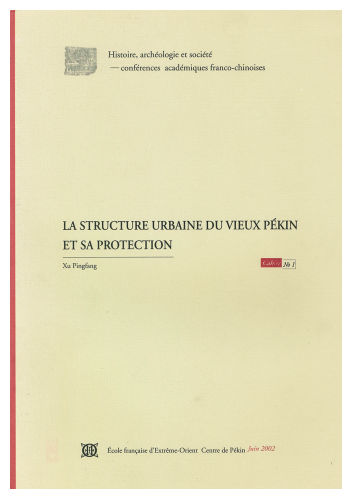 Histoire, archéologie et société
— conférences académiques franco-chinoises
LA STRUCTURE URBAINE DU VIEUX PÉKIN
ET SA PROTECTION
Xu Pingfang
Cahier № 1
École française d'Extrême-Orient Centre de Pékin Juin 2002